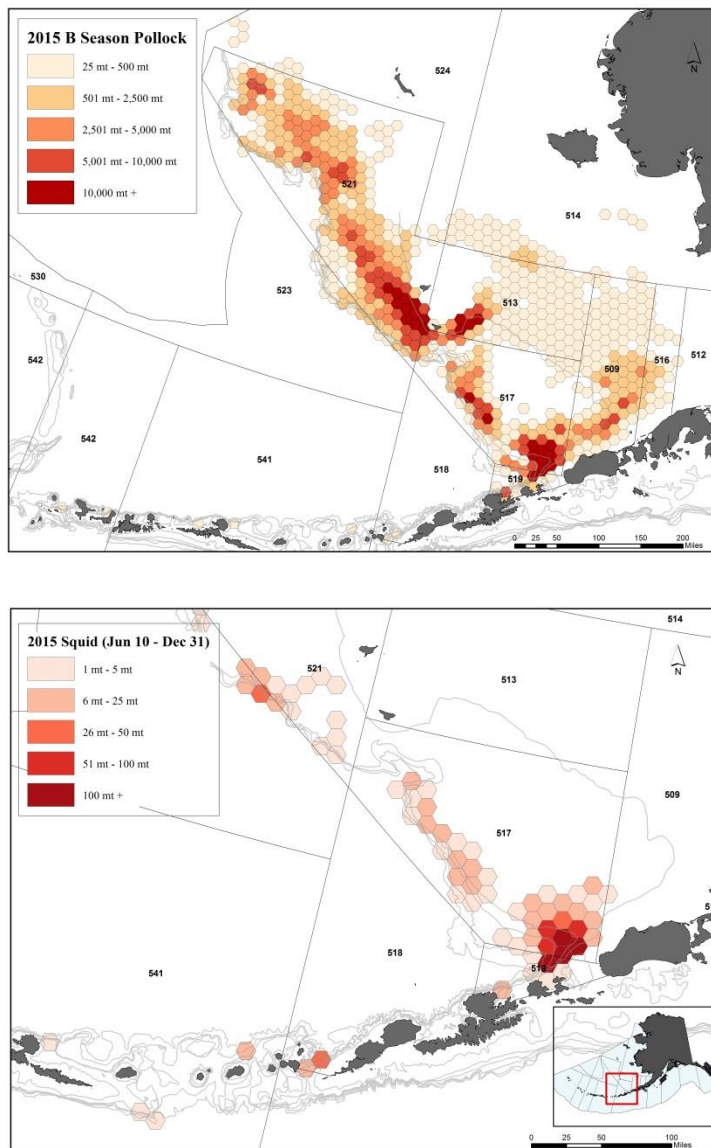 2015 B Season Pollock
25 mt - 500 mt
501 mt - 2,500 mt
2,501 mt - 5,000 mt
5,001 mt - 10,000 mt
10,000 mt +
524
N
521
514
530
523
513
542
509
516
512
517
542
541
518
519
0 25 50 100 150 200
Miles
2015 Squid (Jun 10 - Dec 31)
1 mt - 5 mt
6 mt - 25 mt
26 mt - 50 mt
51 mt - 100 mt
100 mt +
514
N
521
513
509
517
518
541
0 25 50 100
Miles